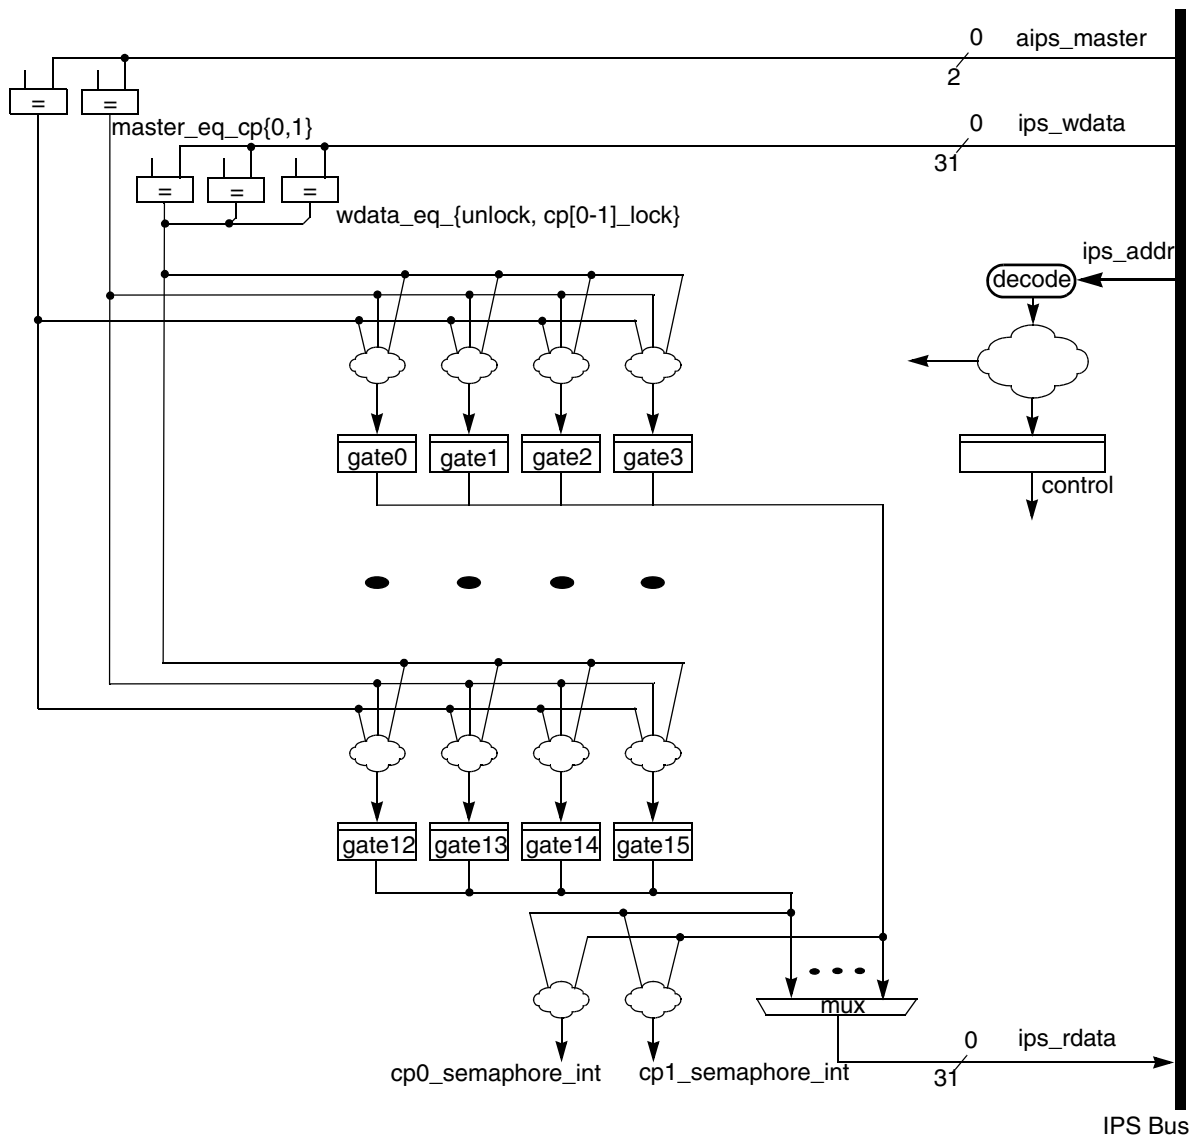 0 aips_master
2
=
=
master_eq_cp{0,1}
0 ips_wdata
31
=
=
=
wdata_eq_{unlock, cp[0-1]_lock}
ips_addr
decode
gate0 gate1 gate2 gate3
control
gate12 gate13 gate14 gate15
mux
0 ips_rdata
31
cp0_semaphore_int cp1_semaphore_int
IPS Bus